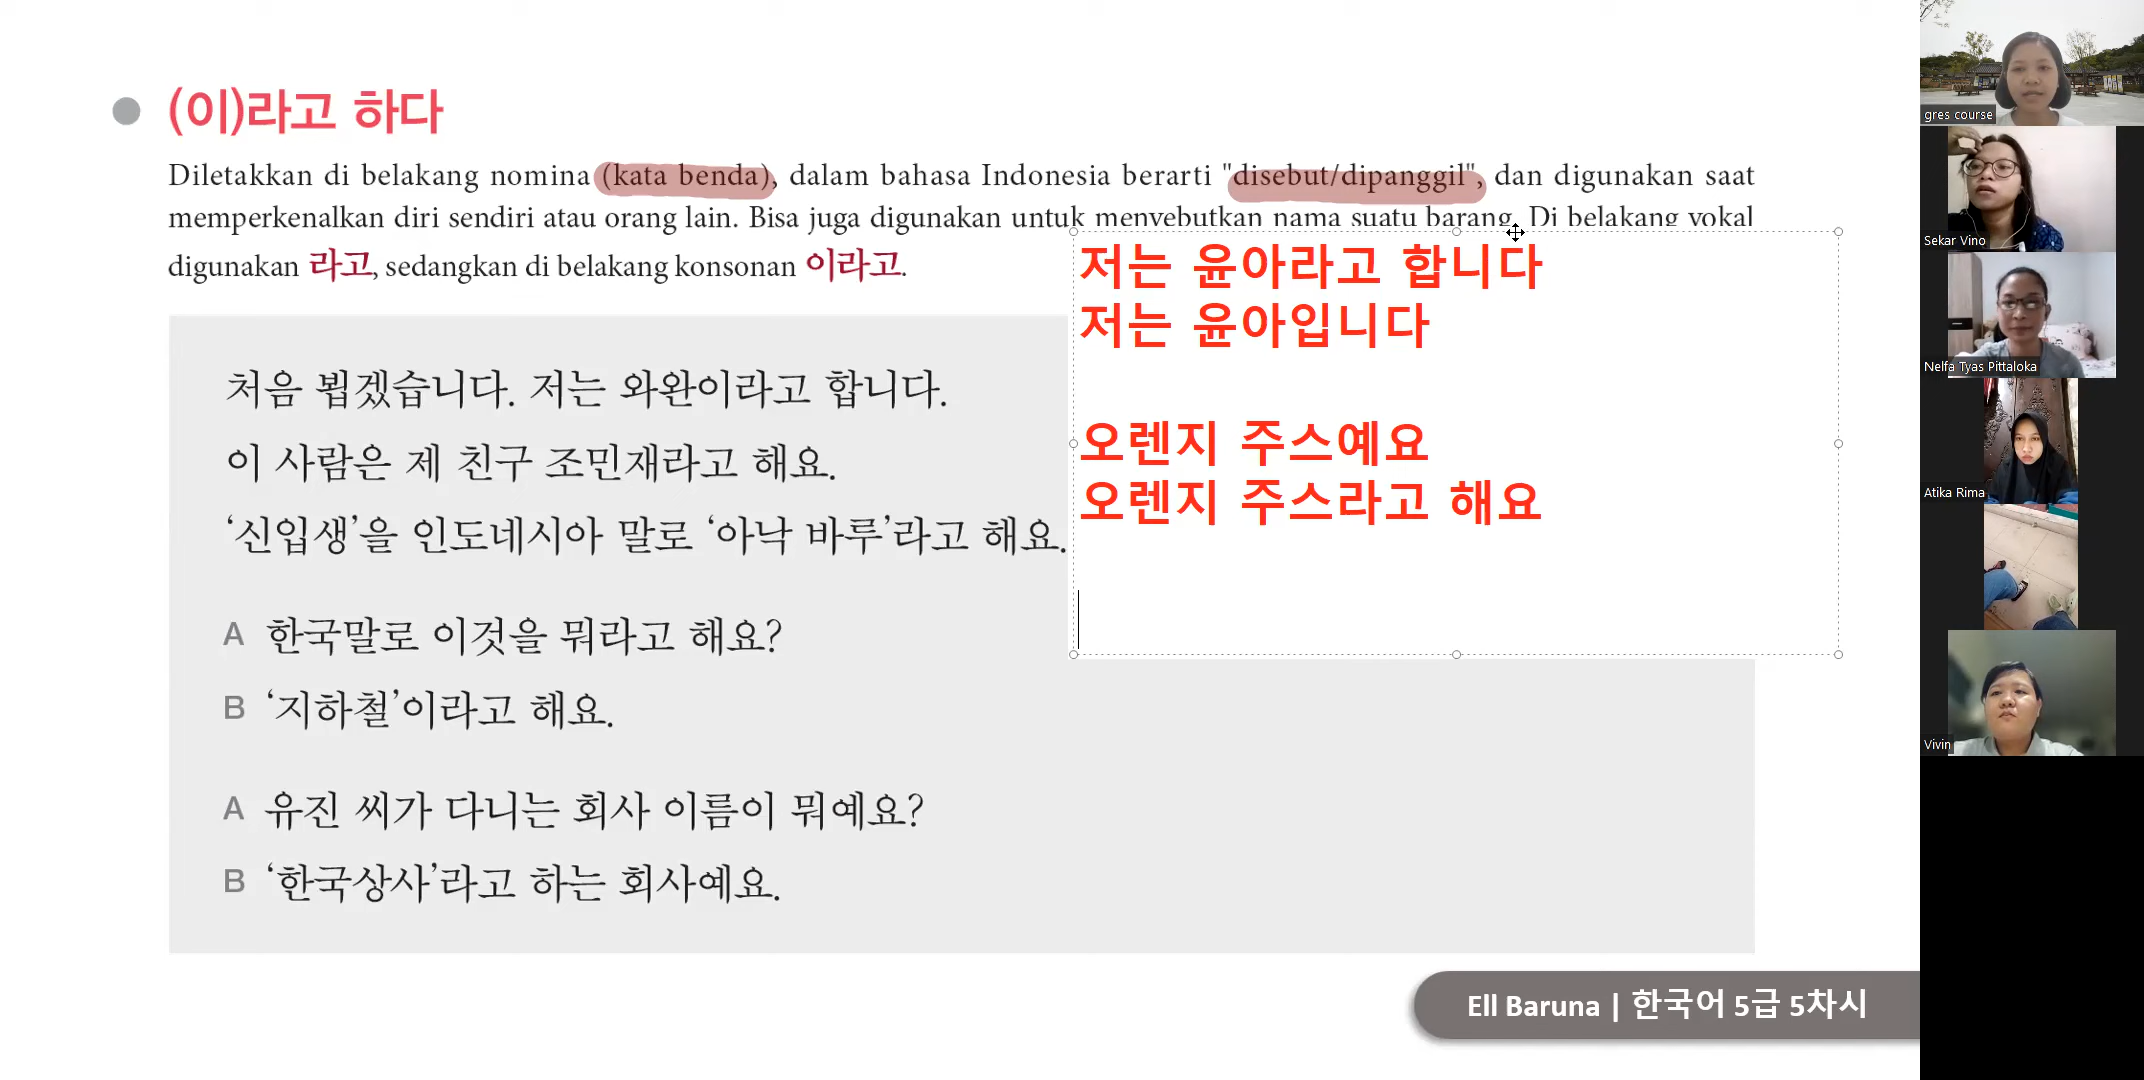 (이)라고 하다
Diletakkan di belakang nomina (kata benda), dalam bahasa Indonesia berarti "disebut/dipanggil", dan digunakan saat
memperkenalkan diri sendiri atau orang lain. Bisa juga digunakan untuk menyebutkan nama suatu barang. Di belakang vokal
digunakan 라고, sedangkan di belakang konsonan 이라고.
처음 뵙겠습니다. 저는 와완이라고 합니다.
이 사람은 제 친구 조민재라고 해요.
‘신입생’을 인도네시아 말로 ‘아낙 바루’라고 해요.
A 한국말로 이것을 뭐라고 해요?
B ‘지하철’이라고 해요.
A 유진 씨가 다니는 회사 이름이 뭐예요?
B ‘한국상사’라고 하는 회사예요.
저는 윤아라고 합니다
저는 윤아입니다
오렌지 주스예요
오렌지 주스라고 해요
Ell Baruna | 한국어 5급 5차시
gres course
Sekar Vino
Nelfa Tyas Pittaloka
Atika Rima
Vivin